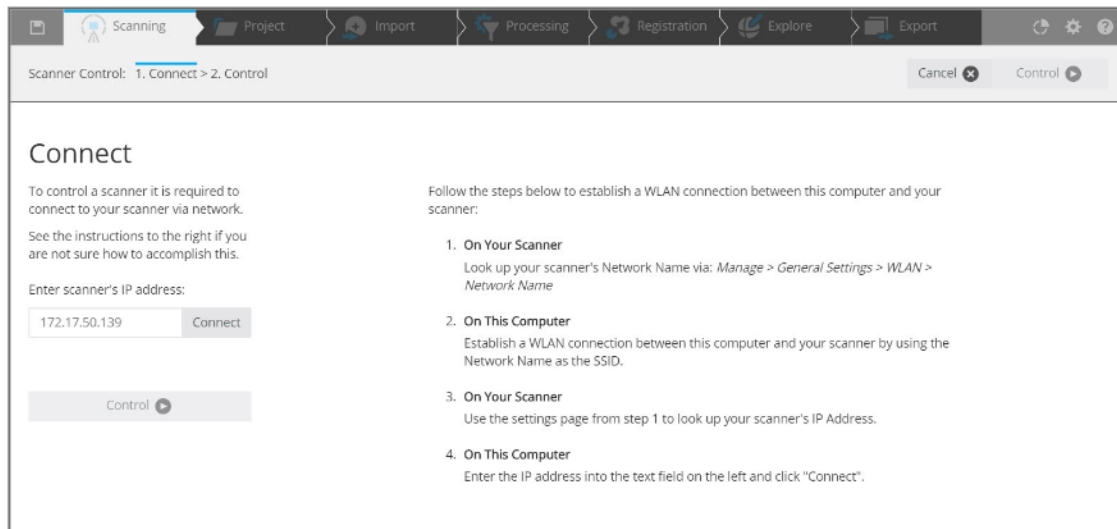 Scanning
Project
Import
Processing
Registration
Explore
Export
Scanner Control: 1. Connect > 2. Control
Cancel
Control
Connect
To control a scanner it is required to
connect to your scanner via network.
See the instructions to the right if you
are not sure how to accomplish this.
Enter scanner's IP address:
172.17.50.139
Connect
Control
Follow the steps below to establish a WLAN connection between this computer and your
scanner:
1. On Your Scanner
Look up your scanner's Network Name via: Manage > General Settings > WLAN >
Network Name
2. On This Computer
Establish a WLAN connection between this computer and your scanner by using the
Network Name as the SSID.
3. On Your Scanner
Use the settings page from step 1 to look up your scanner's IP Address.
4. On This Computer
Enter the IP address into the text field on the left and click "Connect".